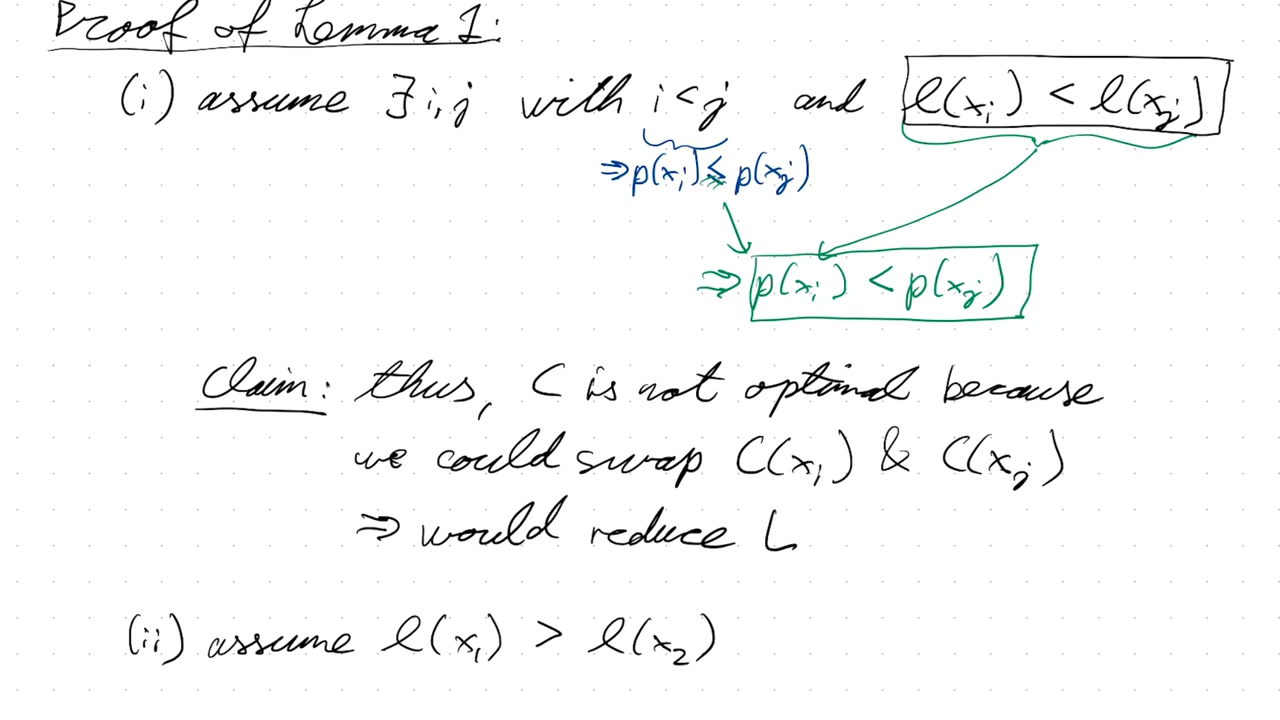 Proof of Lemma 1:
(i) assume ∃ i,j with i < j and l(x_i) < l(x_j)
⇒ p(x_i) ≤ p(x_j)
⇒ p(x_i) < p(x_j)
Claim: thus, C is not optimal because
we could swap C(x_i) & C(x_j)
⇒ would reduce L
(ii) assume l(x_1) > l(x_2)